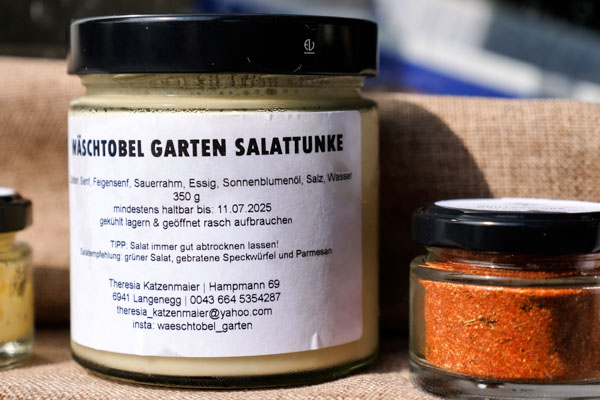 WÄSCHTOBEL GARTEN SALATTUNKE
Senf, Feigensenf, Sauerrahm, Essig, Sonnenblumenöl, Salz, Wasser
350 g
mindestens haltbar bis: 11.07.2025
gekühlt lagern & geöffnet rasch aufbrauchen
TIPP: Salat immer gut abtrocknen lassen!
Salatempfehlung: grüner Salat, gebratene Speckwürfel und Parmesan
Theresia Katzenmaier | Hampmann 69
6941 Langenegg | 0043 664 5354287
theresia_katzenmaier@yahoo.com
insta: waeschtobel_garten